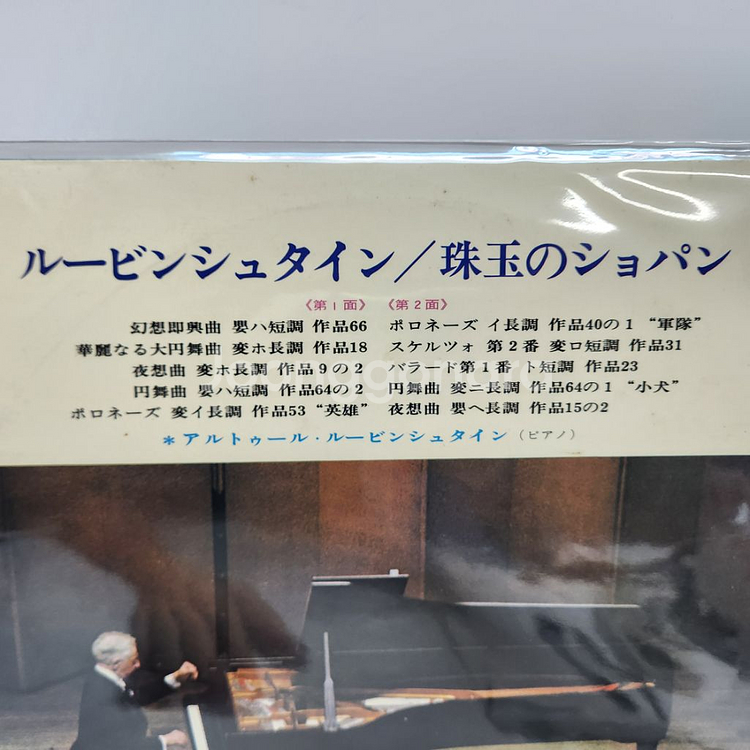 ルービンシュタイン／珠玉のショパン
《第1面》
幻想即興曲 嬰ハ短調 作品66
華麗なる大円舞曲 変ホ長調 作品18
夜想曲 変ホ長調 作品9の2
円舞曲 嬰ハ短調 作品64の2
ポロネーズ 変イ長調 作品53 “英雄”
《第2面》
ポロネーズ イ長調 作品40の1 “軍隊”
スケルツォ 第2番 変ロ短調 作品31
バラード第1番 ト短調 作品23
円舞曲 変ニ長調 作品64の1 “小犬”
夜想曲 嬰ヘ長調 作品15の2
＊アルトゥール・ルービンシュタイン（ピアノ）